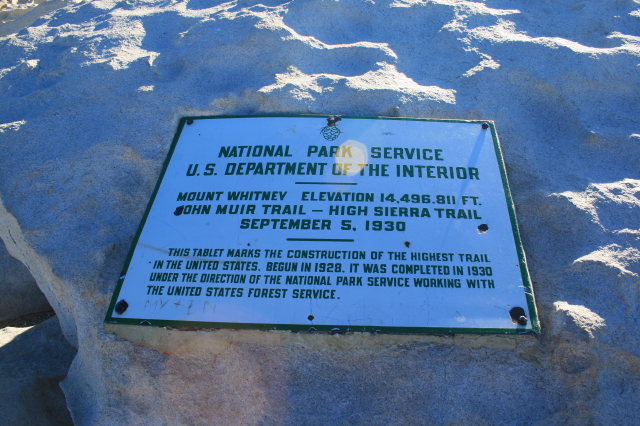 NATIONAL PARK SERVICE
U.S. DEPARTMENT OF THE INTERIOR
MOUNT WHITNEY ELEVATION 14,496.811 FT.
JOHN MUIR TRAIL — HIGH SIERRA TRAIL
SEPTEMBER 5, 1930
THIS TABLET MARKS THE CONSTRUCTION OF THE HIGHEST TRAIL
IN THE UNITED STATES. BEGUN IN 1928. IT WAS COMPLETED IN 1930
UNDER THE DIRECTION OF THE NATIONAL PARK SERVICE WORKING WITH
THE UNITED STATES FOREST SERVICE.